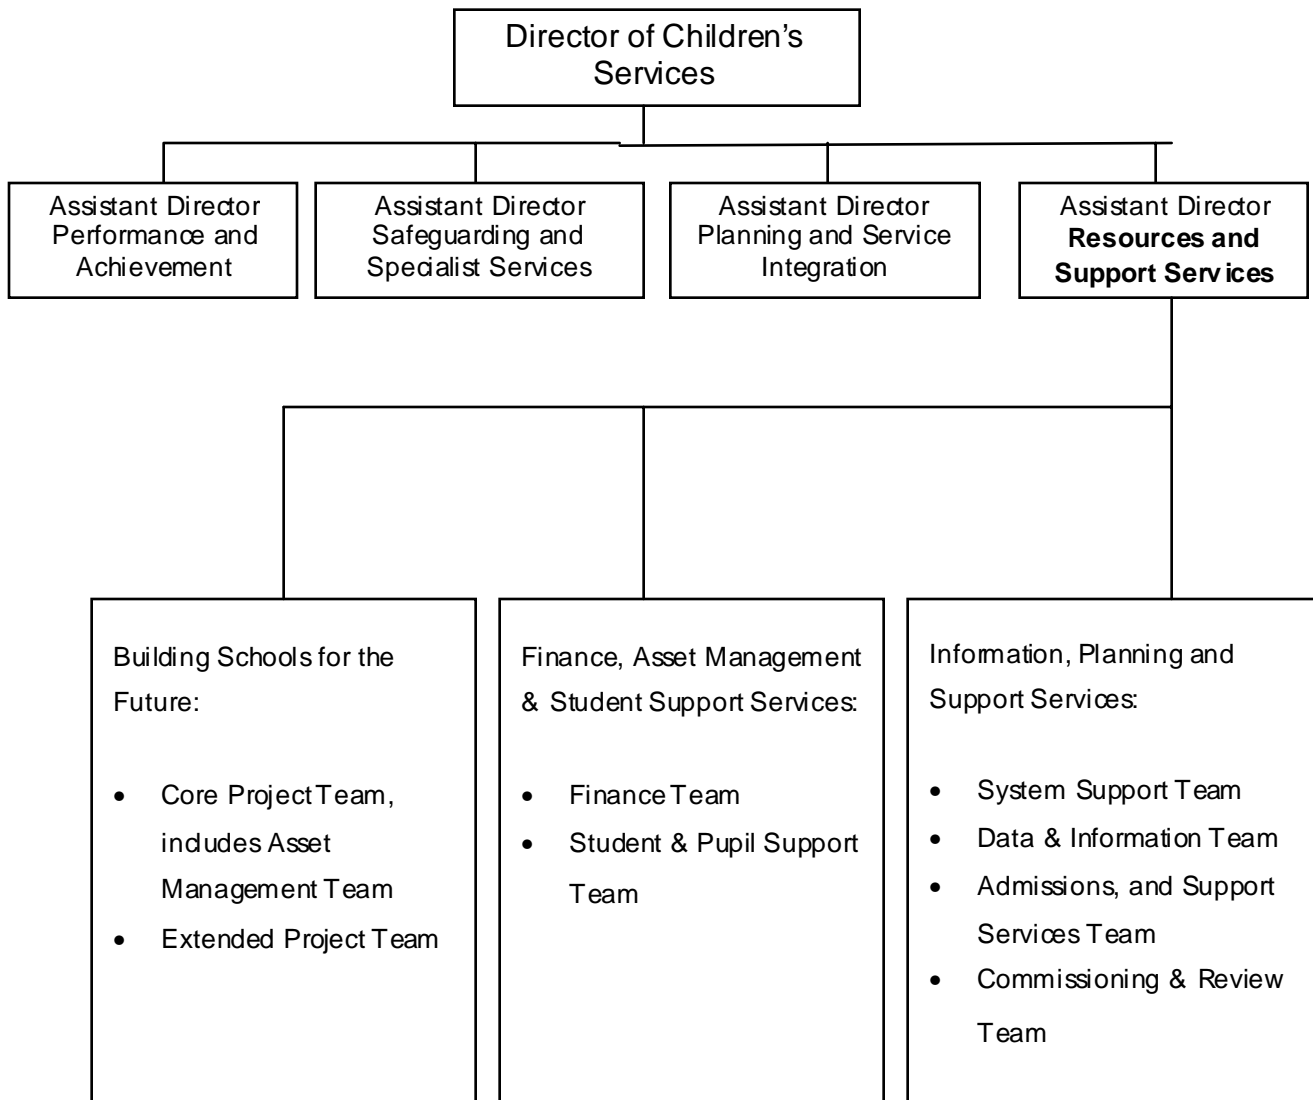 Director of Children's
Services
Assistant Director
Performance and
Achievement
Assistant Director
Safeguarding and
Specialist Services
Assistant Director
Planning and Service
Integration
Assistant Director
Resources and
Support Services
Building Schools for the
Future:
• Core Project Team,
includes Asset
Management Team
• Extended Project Team
Finance, Asset Management
& Student Support Services:
• Finance Team
• Student & Pupil Support
Team
Information, Planning and
Support Services:
• System Support Team
• Data & Information Team
• Admissions, and Support
Services Team
• Commissioning & Review
Team